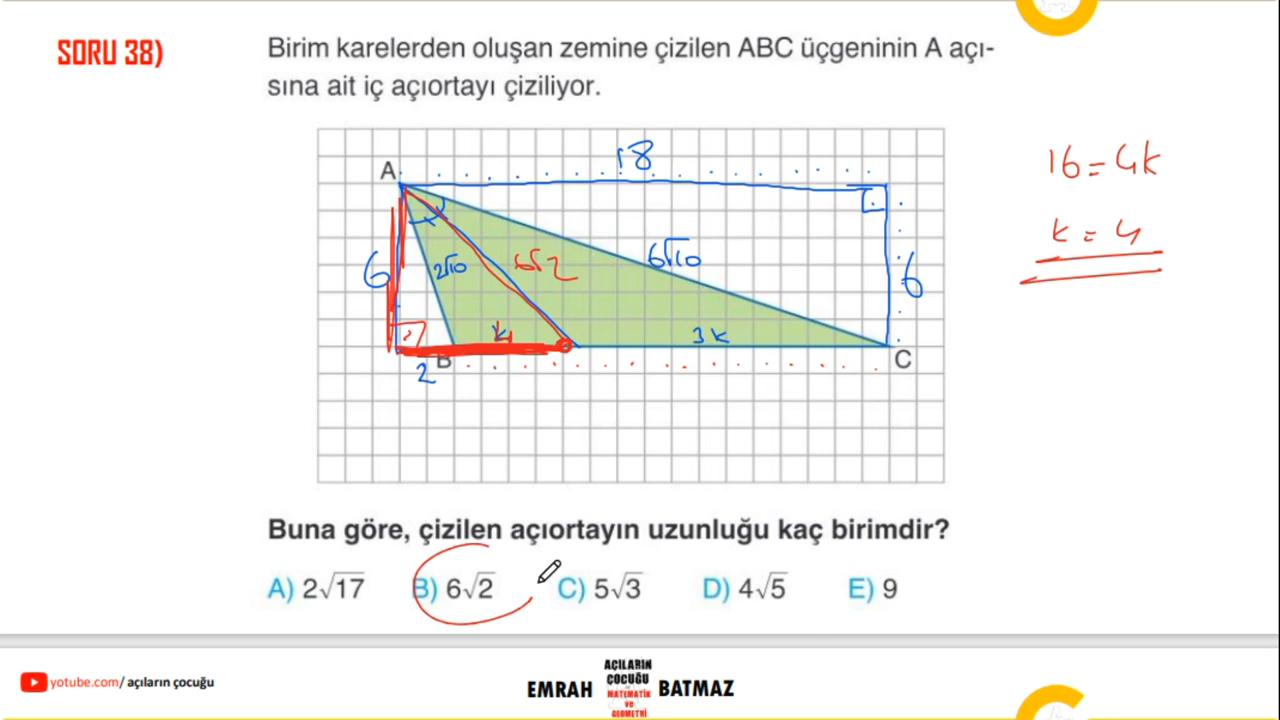 SORU 38)
Birim karelerden oluşan zemine çizilen ABC üçgeninin A açı-
sına ait iç açıortayı çiziliyor.
16=4k
k=4
18
A
6
2√10
6√2
6√10
6
k
4
3k
2
B
C
Buna göre, çizilen açıortayın uzunluğu kaç birimdir?
A) 2√17 B) 6√2 C) 5√3 D) 4√5 E) 9
yotube.com/ açıların çocuğu
EMRAH
AÇILARIN
ÇOCUĞU
MATEMATİK
ve
GEOMETRİ
BATMAZ